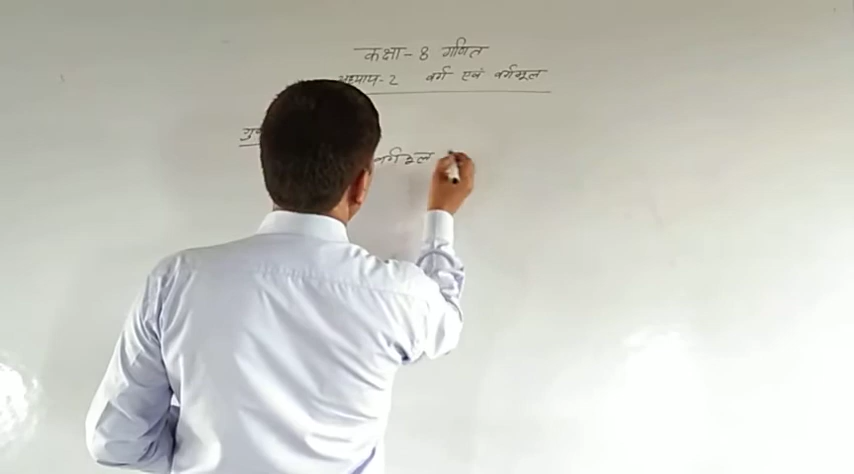 कक्षा - 8 गणित
अध्याय - 2 वर्ग एवं वर्गमूल
वर्गमूल